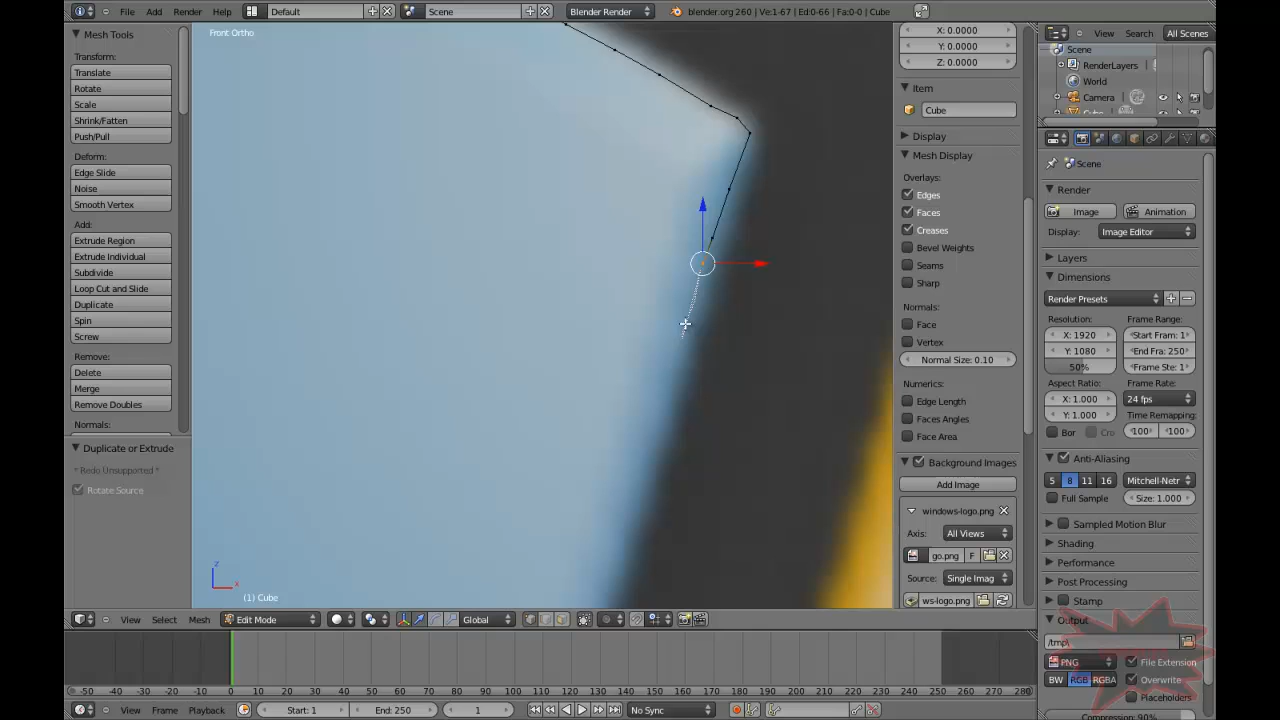 File Add Render Help Default Scene Blender Render blender.org 260 | Ve:1-67 | Ed:0-66 | Fa:0-0 | Cube
Mesh Tools
Transform:
Translate
Rotate
Scale
Shrink/Fatten
Push/Pull
Deform:
Edge Slide
Noise
Smooth Vertex
Add:
Extrude Region
Extrude Individual
Subdivide
Loop Cut and Slide
Duplicate
Spin
Screw
Remove:
Delete
Merge
Remove Doubles
Normals:
Duplicate or Extrude
* Redo Unsupported *
Rotate Source
Front Ortho
z
x
(1) Cube
X: 0.0000
Y: 0.0000
Z: 0.0000
Item
Cube
Display
Mesh Display
Overlays:
Edges
Faces
Creases
Bevel Weights
Seams
Sharp
Normals:
Face
Vertex
Normal Size: 0.10
Numerics:
Edge Length
Faces Angles
Face Area
Background Images
Add Image
windows-logo.png
Axis: All Views
go.png F
Source: Single Imag
ws-logo.png
View Search All Scenes
Scene
RenderLayers
World
Camera
Scene
Render
Image Animation
Display: Image Editor
Layers
Dimensions
Render Presets
Resolution: Frame Range:
X: 1920 Start Fram: 1
Y: 1080 End Fra: 250
50% Frame Ste: 1
Aspect Ratio: Frame Rate:
X: 1.000 24 fps
Y: 1.000 Time Remapping:
Bor Cro 100 100
Anti-Aliasing
5 8 11 16 Mitchell-Netr
Full Sample Size: 1.000
Sampled Motion Blur
Shading
Performance
Post Processing
Stamp
Output
/tmp\
PNG File Extension
BW RGB RGBA Overwrite
Placeholders
Compression: 90%
View Select Mesh Edit Mode Global
-50 -40 -30 -20 -10 0 10 20 30 40 50 60 70 80 90 100 110 120 130 140 150 160 170 180 190 200 210 220 230 240 250 260 270 280
View Frame Playback Start: 1 End: 250 1 No Sync